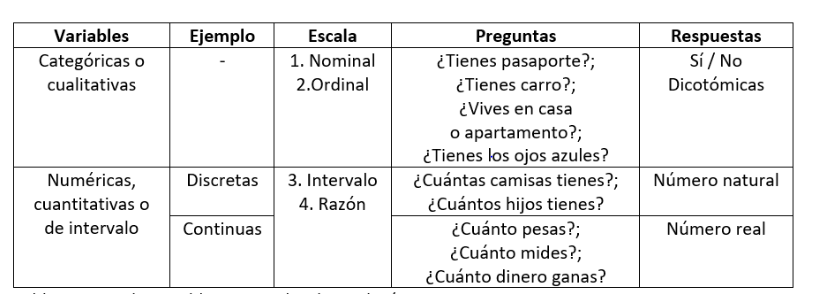 Variables Ejemplo Escala Preguntas Respuestas
Categóricas o cualitativas
-
1. Nominal
2.Ordinal
¿Tienes pasaporte?;
¿Tienes carro?;
¿Vives en casa
o apartamento?;
¿Tienes los ojos azules?
Sí / No
Dicotómicas
Numéricas,
cuantitativas o
de intervalo
Discretas
3. Intervalo
4. Razón
¿Cuántas camisas tienes?;
¿Cuántos hijos tienes?
Número natural
Continuas
¿Cuánto pesas?;
¿Cuánto mides?;
¿Cuánto dinero ganas?
Número real